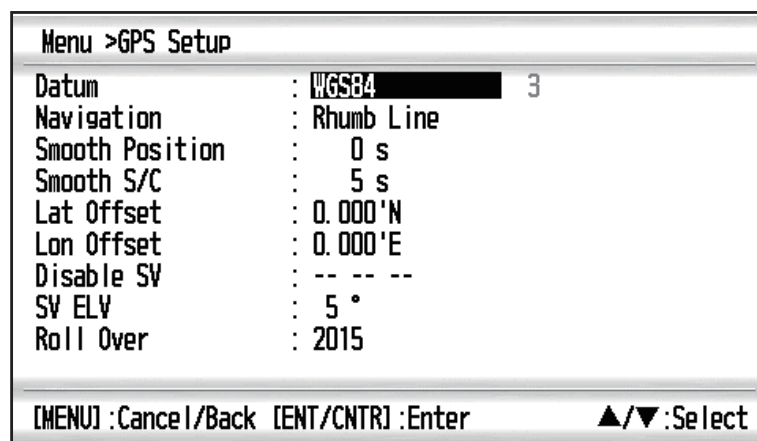 Menu >GPS Setup
Datum : WGS84 3
Navigation : Rhumb Line
Smooth Position : 0 s
Smooth S/C : 5 s
Lat Offset : 0.000'N
Lon Offset : 0.000'E
Disable SV : -- -- --
SV ELV : 5 °
Roll Over : 2015
[MENU]:Cancel/Back [ENT/CNTR]:Enter ▲/▼:Select